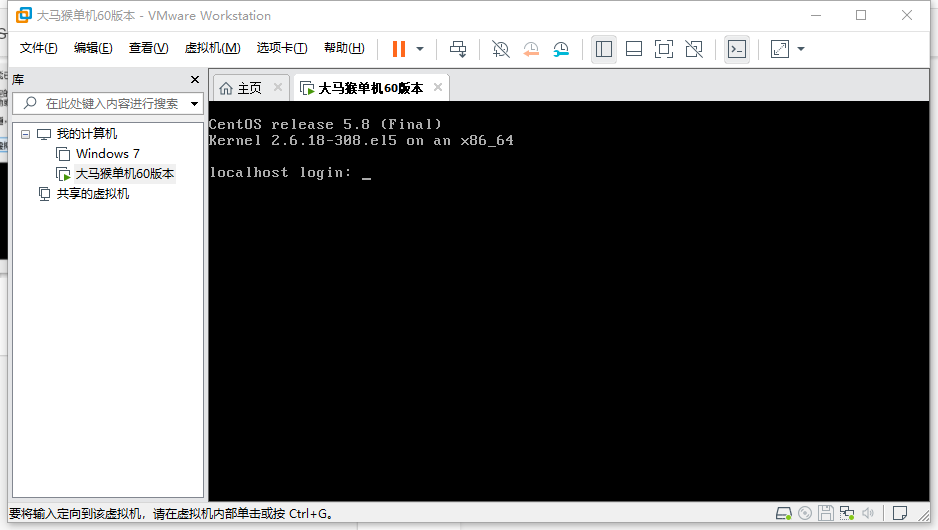 大马猴单机60版本 - VMware Workstation
文件(F) 编辑(E) 查看(V) 虚拟机(M) 选项卡(T) 帮助(H)
库
在此处键入内容进行搜索
我的计算机
Windows 7
大马猴单机60版本
共享的虚拟机
主页 大马猴单机60版本
CentOS release 5.8 (Final)
Kernel 2.6.18-308.el5 on an x86_64
localhost login: _
要将输入定向到该虚拟机，请在虚拟机内部单击或按 Ctrl+G。